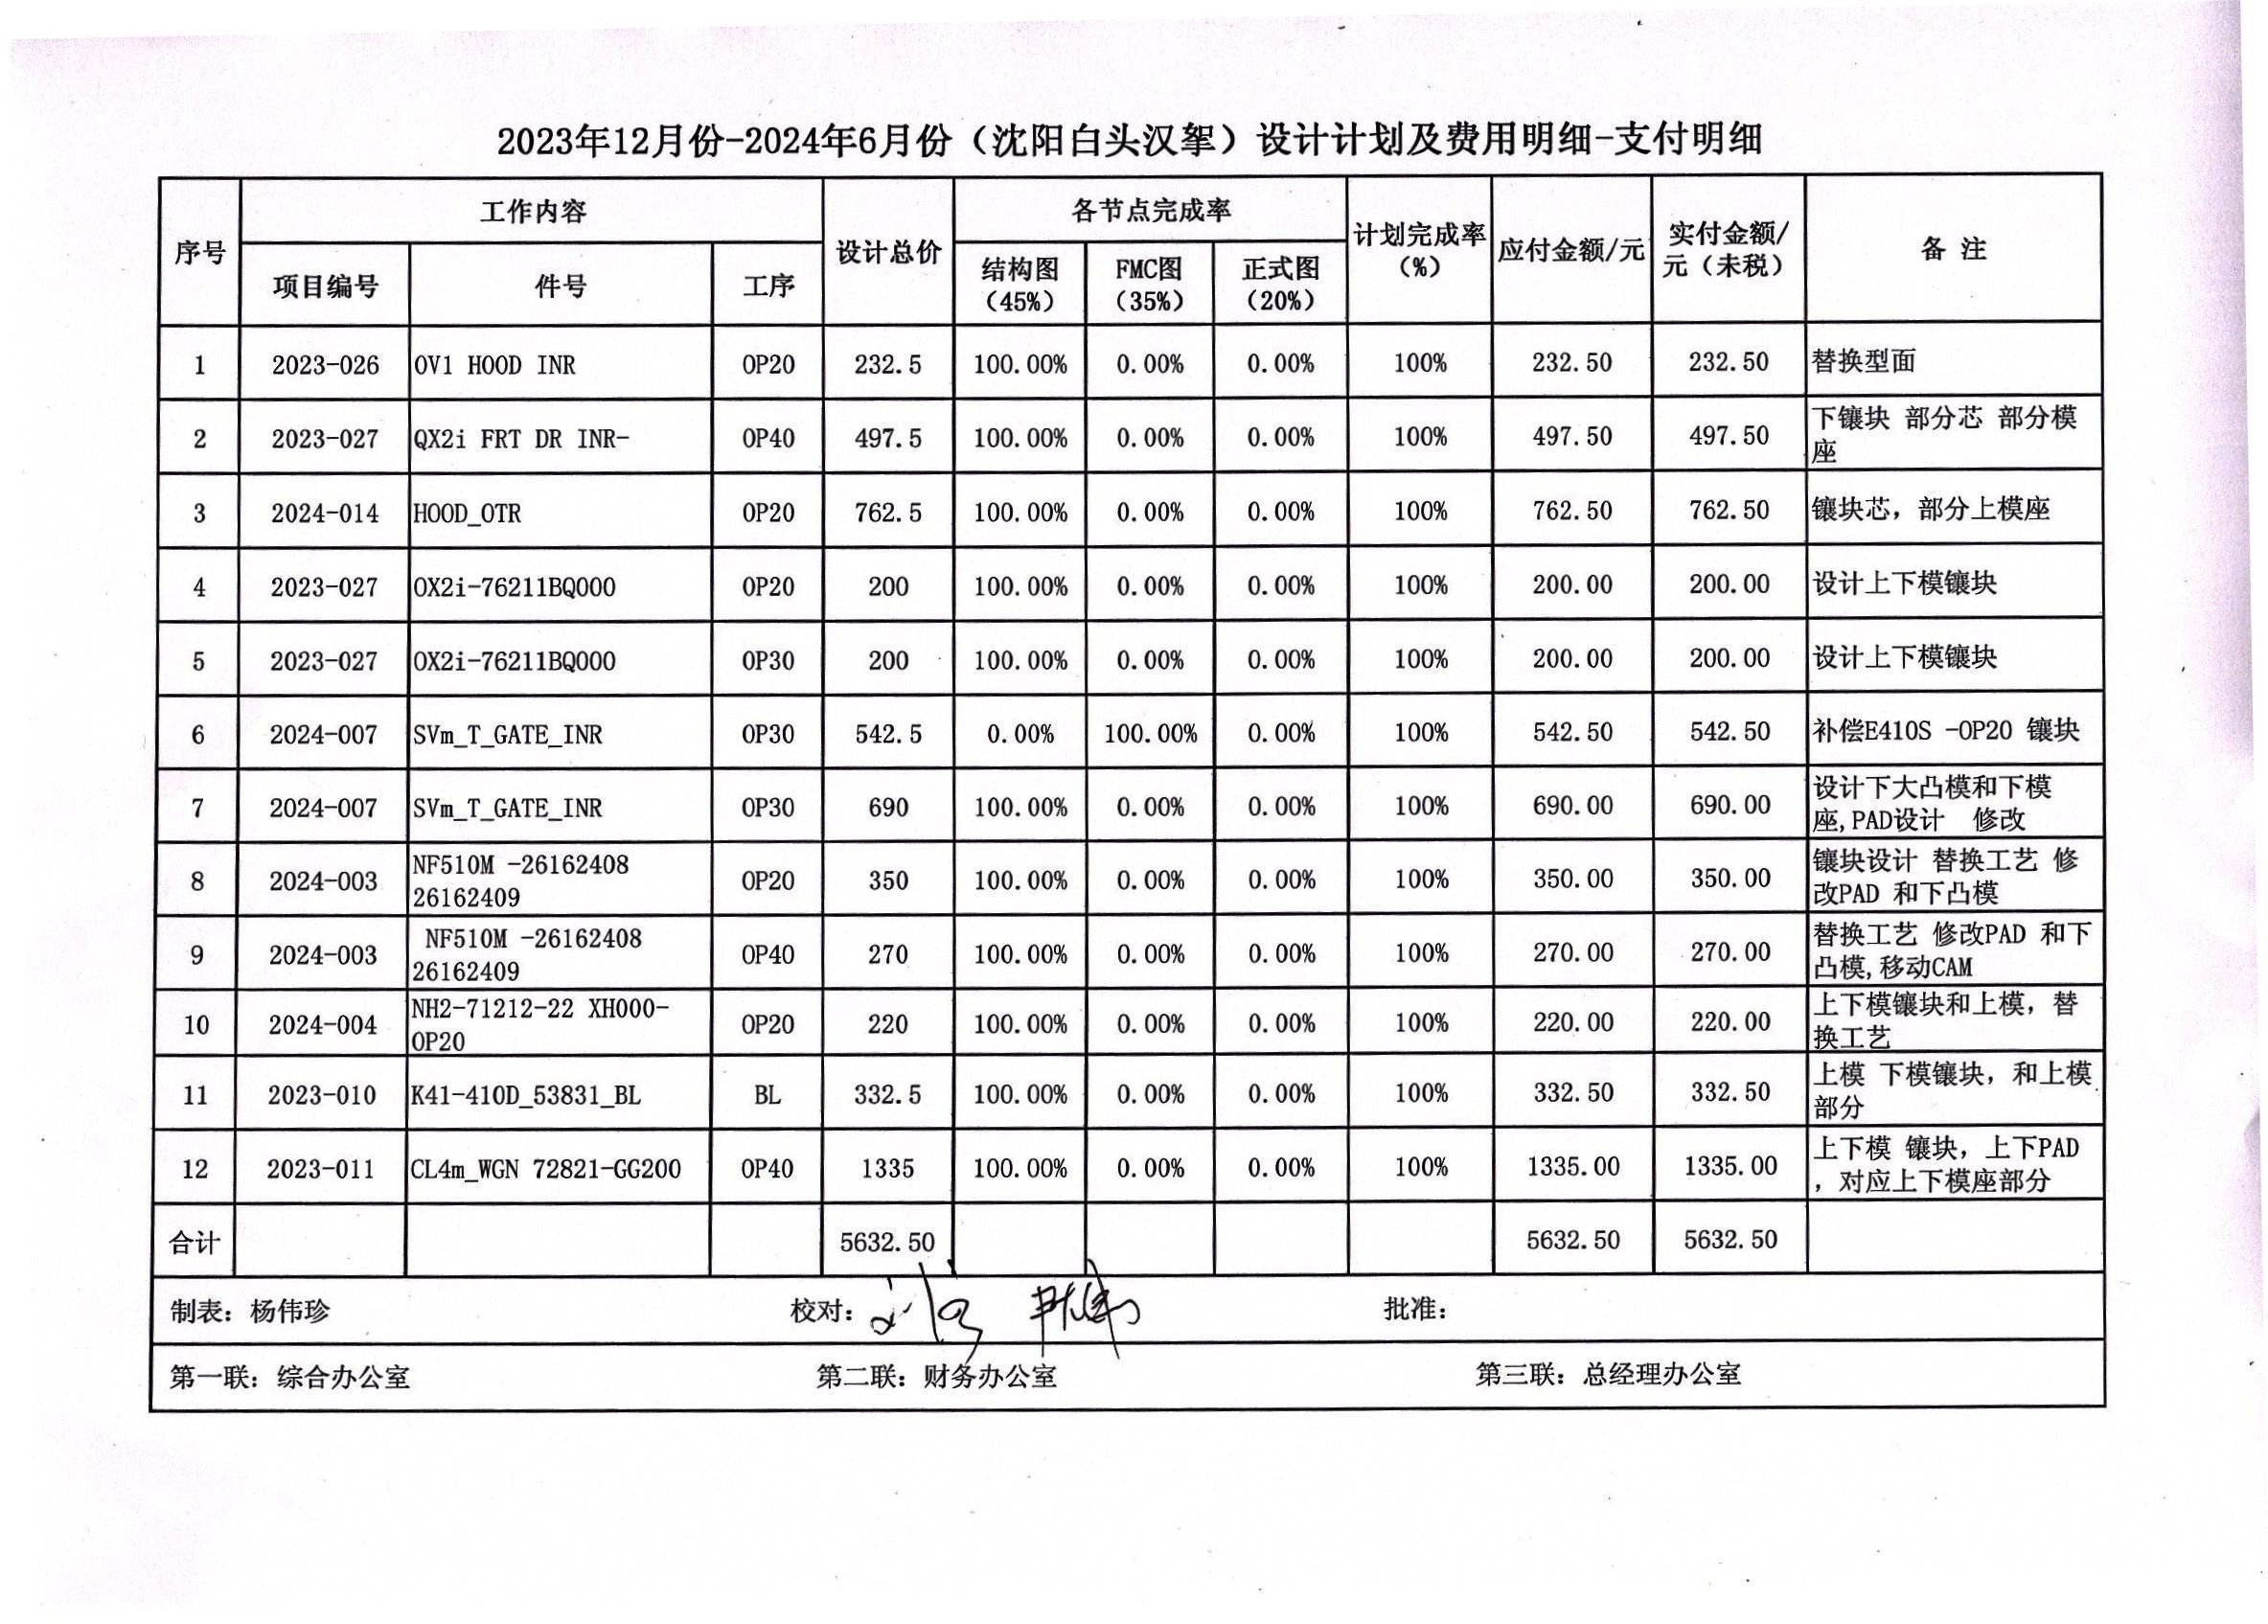 2023年12月份-2024年6月份（沈阳白头汉挐）设计计划及费用明细-支付明细
序号 工作内容 设计总价 各节点完成率 计划完成率（%） 应付金额/元 实付金额/元（未税） 备 注
项目编号 件号 工序 结构图（45%） FMC图（35%） 正式图（20%）
1 2023-026 OV1 HOOD INR OP20 232.5 100.00% 0.00% 0.00% 100% 232.50 232.50 替换型面
2 2023-027 QX2i FRT DR INR- OP40 497.5 100.00% 0.00% 0.00% 100% 497.50 497.50 下镶块 部分芯 部分模座
3 2024-014 HOOD_OTR OP20 762.5 100.00% 0.00% 0.00% 100% 762.50 762.50 镶块芯，部分上模座
4 2023-027 OX2i-76211BQ000 OP20 200 100.00% 0.00% 0.00% 100% 200.00 200.00 设计上下模镶块
5 2023-027 OX2i-76211BQ000 OP30 200 100.00% 0.00% 0.00% 100% 200.00 200.00 设计上下模镶块
6 2024-007 SVm_T_GATE_INR OP30 542.5 0.00% 100.00% 0.00% 100% 542.50 542.50 补偿E410S -OP20 镶块
7 2024-007 SVm_T_GATE_INR OP30 690 100.00% 0.00% 0.00% 100% 690.00 690.00 设计下大凸模和下模座,PAD设计 修改
8 2024-003 NF510M -26162408 26162409 OP20 350 100.00% 0.00% 0.00% 100% 350.00 350.00 镶块设计 替换工艺 修改PAD 和下凸模
9 2024-003 NF510M -26162408 26162409 OP40 270 100.00% 0.00% 0.00% 100% 270.00 270.00 替换工艺 修改PAD 和下凸模,移动CAM
10 2024-004 NH2-71212-22 XH000-OP20 OP20 220 100.00% 0.00% 0.00% 100% 220.00 220.00 上下模镶块和上模，替换工艺
11 2023-010 K41-410D_53831_BL BL 332.5 100.00% 0.00% 0.00% 100% 332.50 332.50 上模 下模镶块，和上模部分
12 2023-011 CL4m_WGN 72821-GG200 OP40 1335 100.00% 0.00% 0.00% 100% 1335.00 1335.00 上下模 镶块，上下PAD，对应上下模座部分
合计 5632.50 5632.50 5632.50
制表：杨伟珍 校对： 批准：
第一联：综合办公室 第二联：财务办公室 第三联：总经理办公室